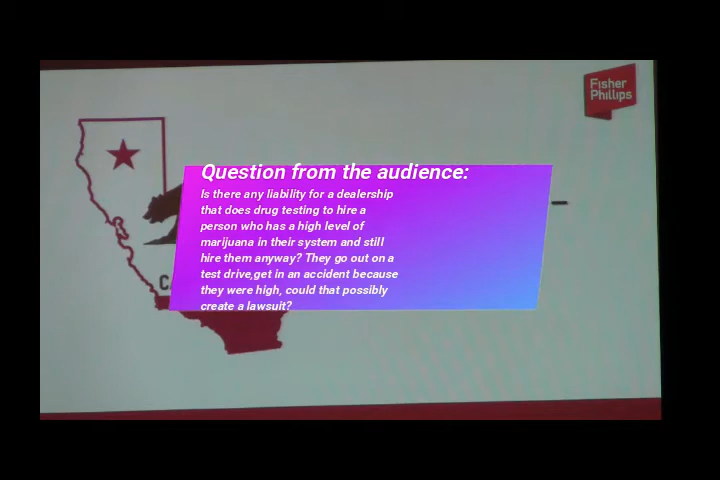 Fisher
Phillips
Question from the audience:
Is there any liability for a dealership
that does drug testing to hire a
person who has a high level of
marijuana in their system and still
hire them anyway? They go out on a
test drive,get in an accident because
they were high, could that possibly
create a lawsuit?